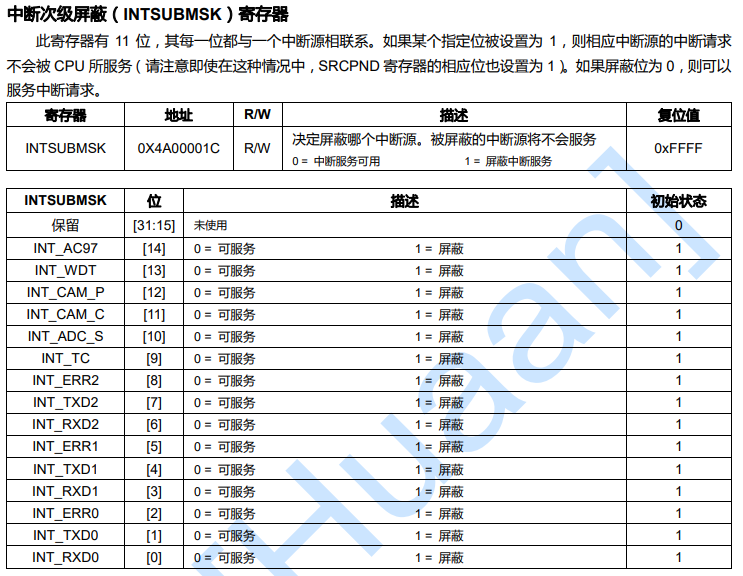 中断次级屏蔽（INTSUBMSK）寄存器
此寄存器有 11 位，其每一位都与一个中断源相联系。如果某个指定位被设置为 1，则相应中断源的中断请求
不会被 CPU 所服务（请注意即使在这种情况中，SRCPND 寄存器的相应位也设置为 1）。如果屏蔽位为 0，则可以
服务中断请求。
寄存器 地址 R/W 描述 复位值
INTSUBMSK 0X4A00001C R/W 决定屏蔽哪个中断源。被屏蔽的中断源将不会服务 0xFFFF
0 = 中断服务可用 1 = 屏蔽中断服务
INTSUBMSK 位 描述 初始状态
保留 [31:15] 未使用 0
INT_AC97 [14] 0 = 可服务 1 = 屏蔽 1
INT_WDT [13] 0 = 可服务 1 = 屏蔽 1
INT_CAM_P [12] 0 = 可服务 1 = 屏蔽 1
INT_CAM_C [11] 0 = 可服务 1 = 屏蔽 1
INT_ADC_S [10] 0 = 可服务 1 = 屏蔽 1
INT_TC [9] 0 = 可服务 1 = 屏蔽 1
INT_ERR2 [8] 0 = 可服务 1 = 屏蔽 1
INT_TXD2 [7] 0 = 可服务 1 = 屏蔽 1
INT_RXD2 [6] 0 = 可服务 1 = 屏蔽 1
INT_ERR1 [5] 0 = 可服务 1 = 屏蔽 1
INT_TXD1 [4] 0 = 可服务 1 = 屏蔽 1
INT_RXD1 [3] 0 = 可服务 1 = 屏蔽 1
INT_ERR0 [2] 0 = 可服务 1 = 屏蔽 1
INT_TXD0 [1] 0 = 可服务 1 = 屏蔽 1
INT_RXD0 [0] 0 = 可服务 1 = 屏蔽 1
Huaan]